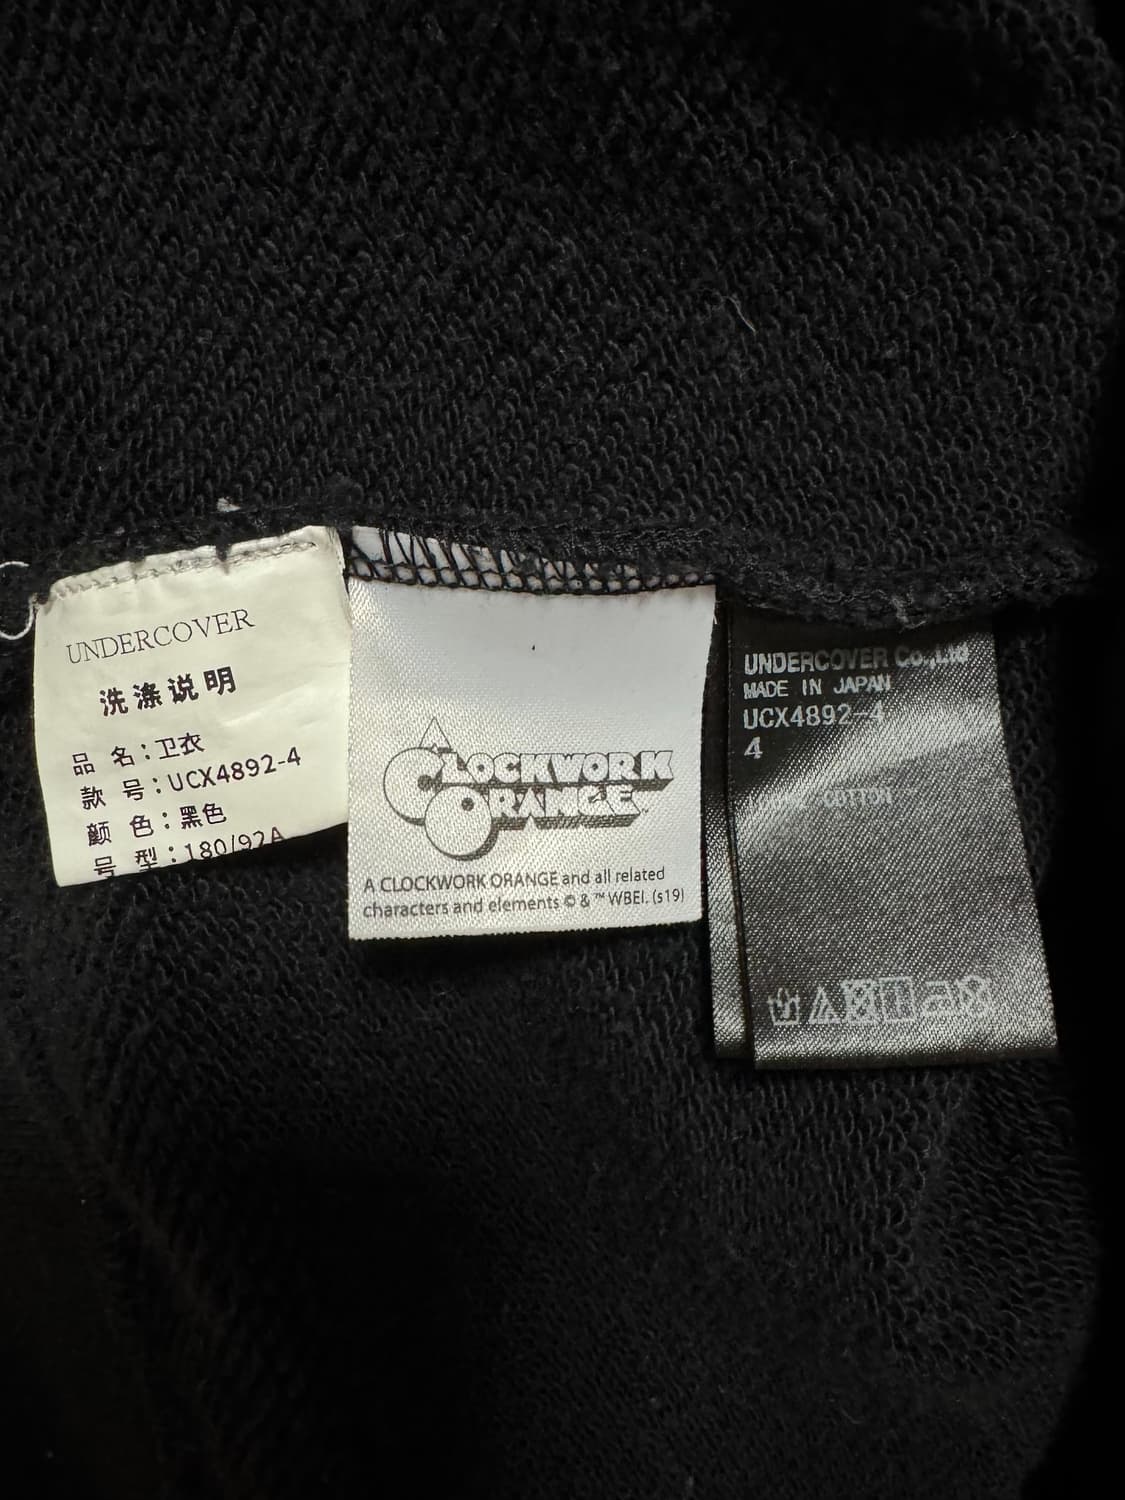 UNDERCOVER
洗涤说明
品 名：卫衣
款 号：UCX4892-4
颜 色：黑色
号 型：180/92A
A CLOCKWORK ORANGE
A CLOCKWORK ORANGE and all related
characters and elements © & ™ WBEI. (s19)
UNDERCOVER Co.,Ltd
MADE IN JAPAN
UCX4892-4
4
COTTON